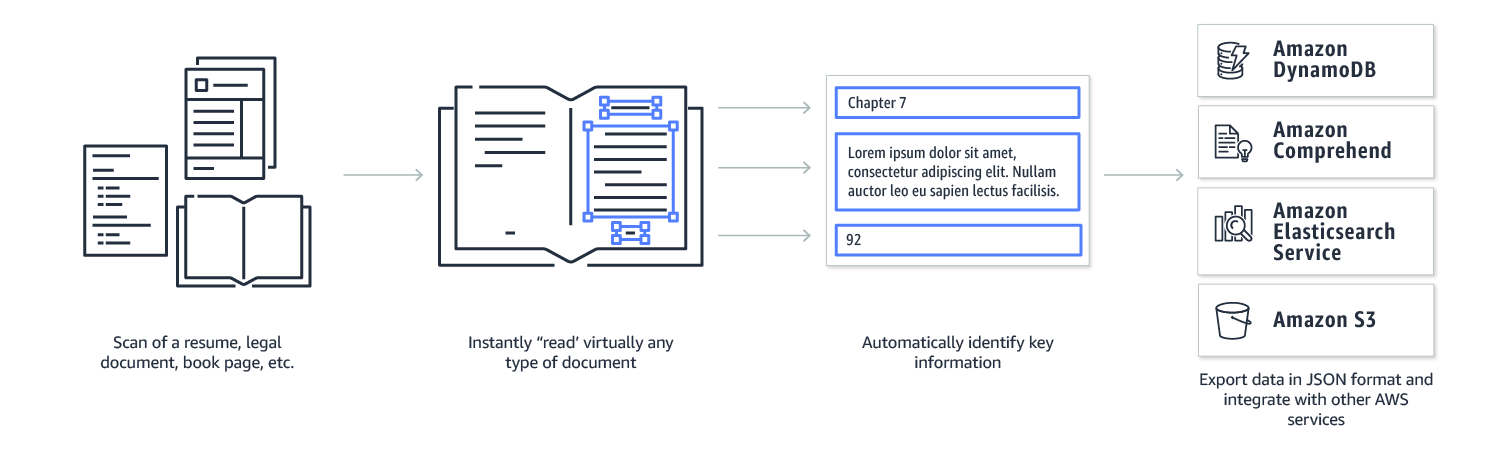 Scan of a resume, legal
document, book page, etc.
Instantly “read’ virtually any
type of document
Chapter 7
Lorem ipsum dolor sit amet,
consectetur adipiscing elit. Nullam
auctor leo eu sapien lectus facilisis.
92
Automatically identify key
information
Amazon
DynamoDB
Amazon
Comprehend
Amazon
Elasticsearch
Service
Amazon S3
Export data in JSON format and
integrate with other AWS
services